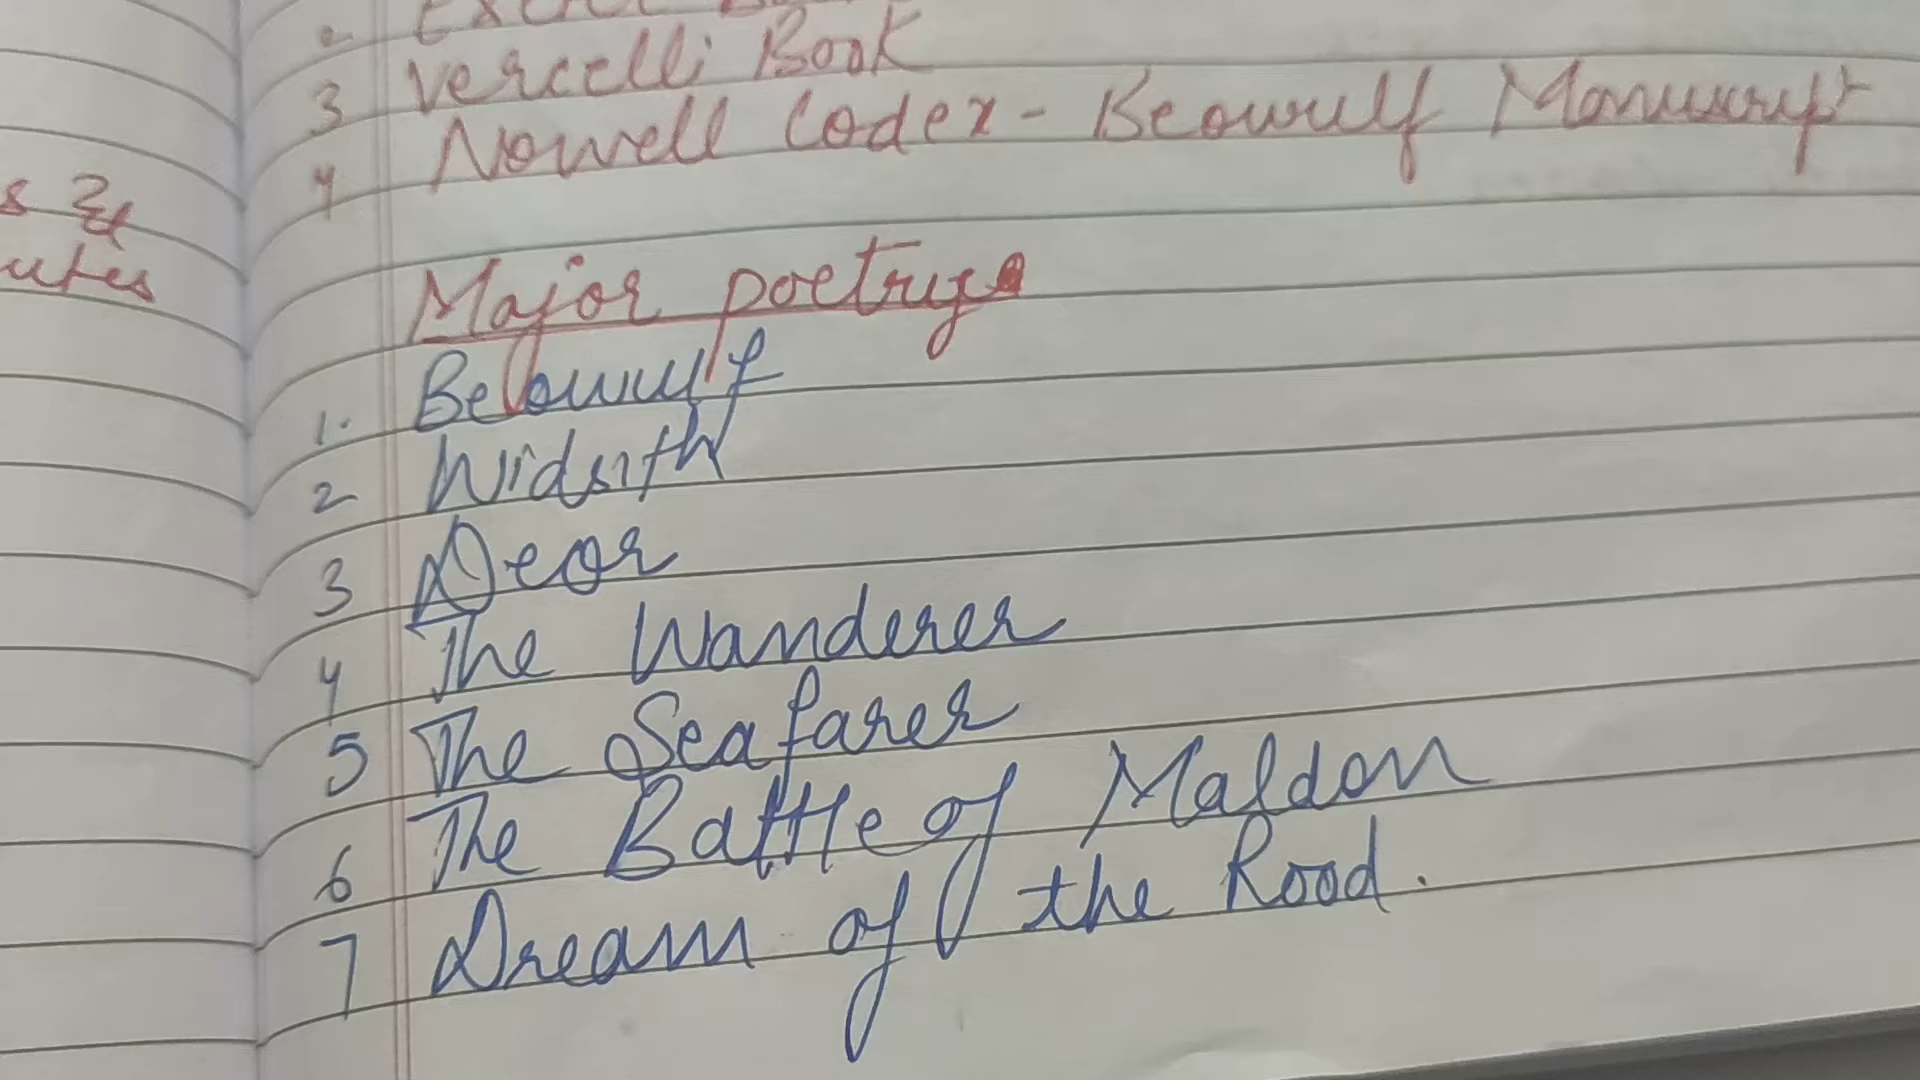 3 Vercelli Book
4 Nowell Codex - Beowulf Manuscript
s &
utes
Major poetry
1. Beowulf
2 Widsith
3 Deor
4 The Wanderer
5 The Seafarer
6 The Battle of Maldon
7 Dream of the Rood.